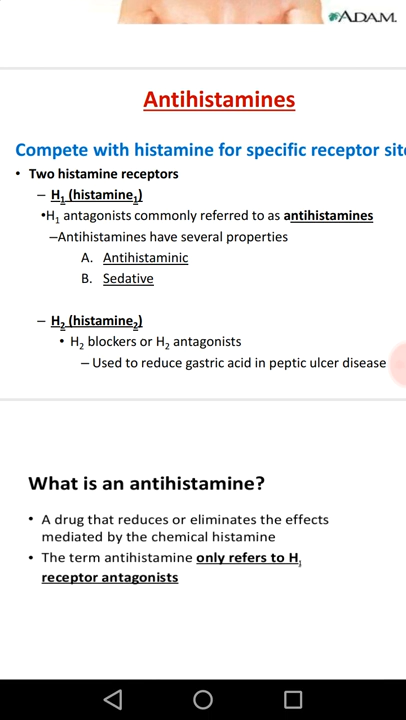 ADAM.
Antihistamines
Compete with histamine for specific receptor
• Two histamine receptors
– H₁ (histamine₁)
•H₁ antagonists commonly referred to as antihistamines
–Antihistamines have several properties
A. Antihistaminic
B. Sedative
– H₂ (histamine₂)
• H₂ blockers or H₂ antagonists
– Used to reduce gastric acid in peptic ulcer disease
What is an antihistamine?
• A drug that reduces or eliminates the effects
mediated by the chemical histamine
• The term antihistamine only refers to H₁
receptor antagonists